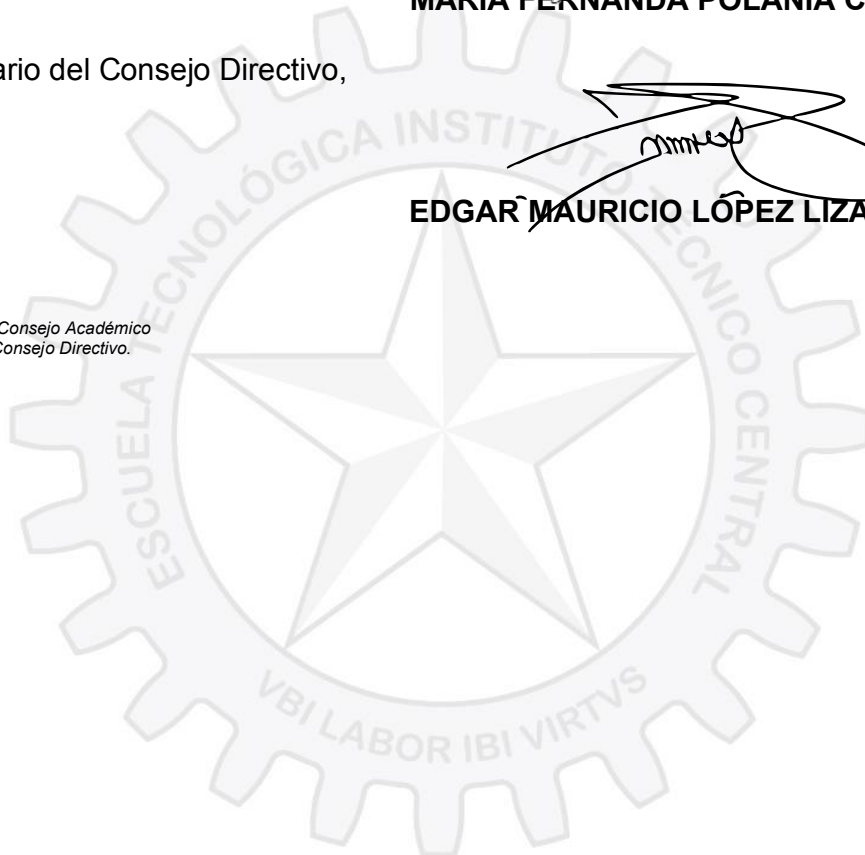 MARÍA FERNANDA POLANÍA C
ario del Consejo Directivo,
EDGAR MAURICIO LÓPEZ LIZA
Consejo Académico
Consejo Directivo.
ESCUELA TECNOLÓGICA INSTITUTO TÉCNICO CENTRAL
VBI LABOR IBI VIRTVS